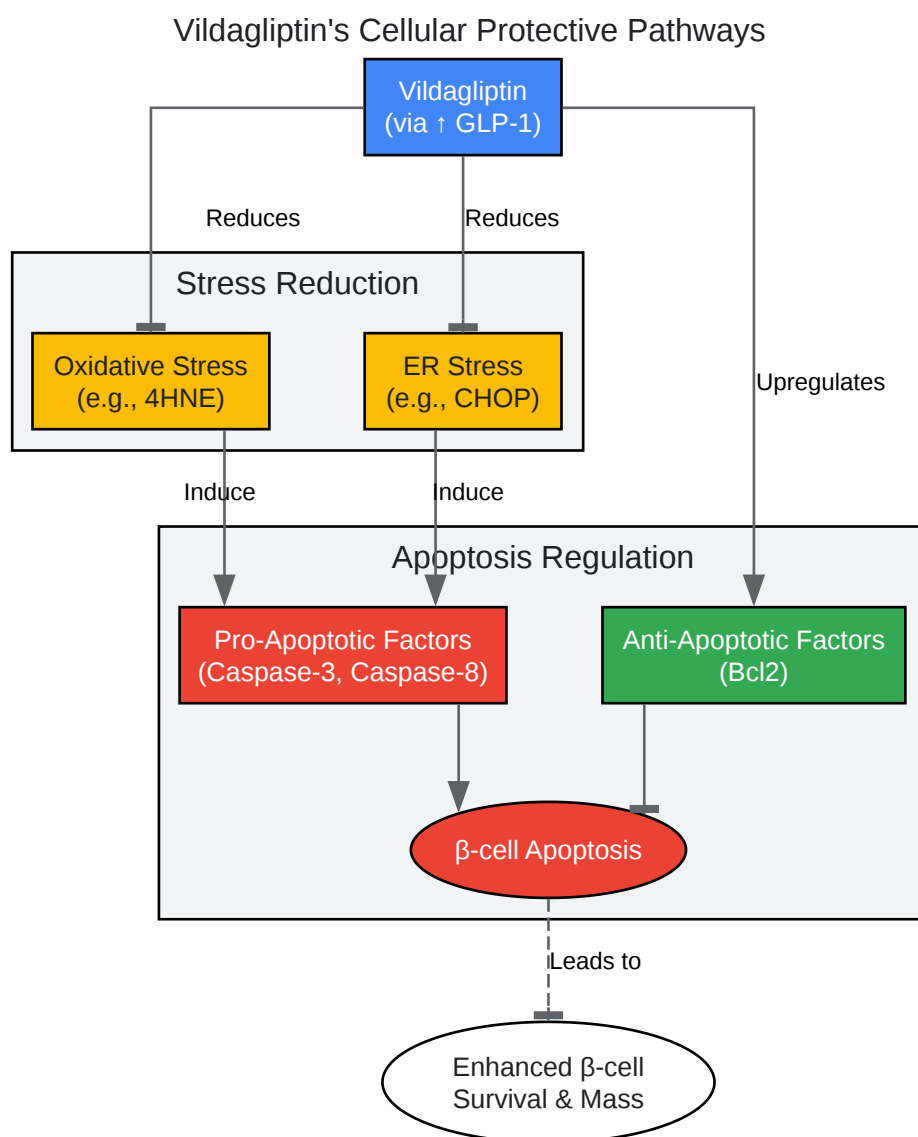 Vildagliptin's Cellular Protective Pathways
Vildagliptin
(via ↑ GLP-1)
Reduces
Reduces
Stress Reduction
Oxidative Stress
(e.g., 4HNE)
ER Stress
(e.g., CHOP)
Upregulates
Induce
Induce
Apoptosis Regulation
Pro-Apoptotic Factors
(Caspase-3, Caspase-8)
Anti-Apoptotic Factors
(Bcl2)
β-cell Apoptosis
Leads to
Enhanced β-cell
Survival & Mass